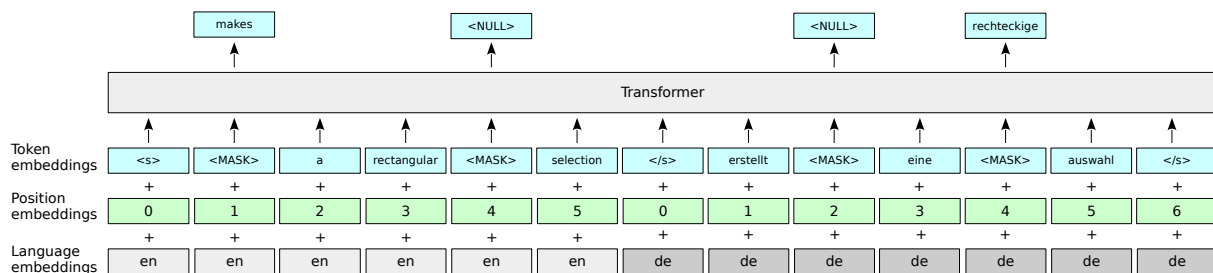 makes <NULL> <NULL> rechteckige
Transformer
Token
embeddings
<s> <MASK> a rectangular <MASK> selection </s> erstellt <MASK> eine <MASK> auswahl </s>
+ + + + + + + + + + + + +
Position
embeddings
0 1 2 3 4 5 0 1 2 3 4 5 6
+ + + + + + + + + + + + +
Language
embeddings
en en en en en en de de de de de de de